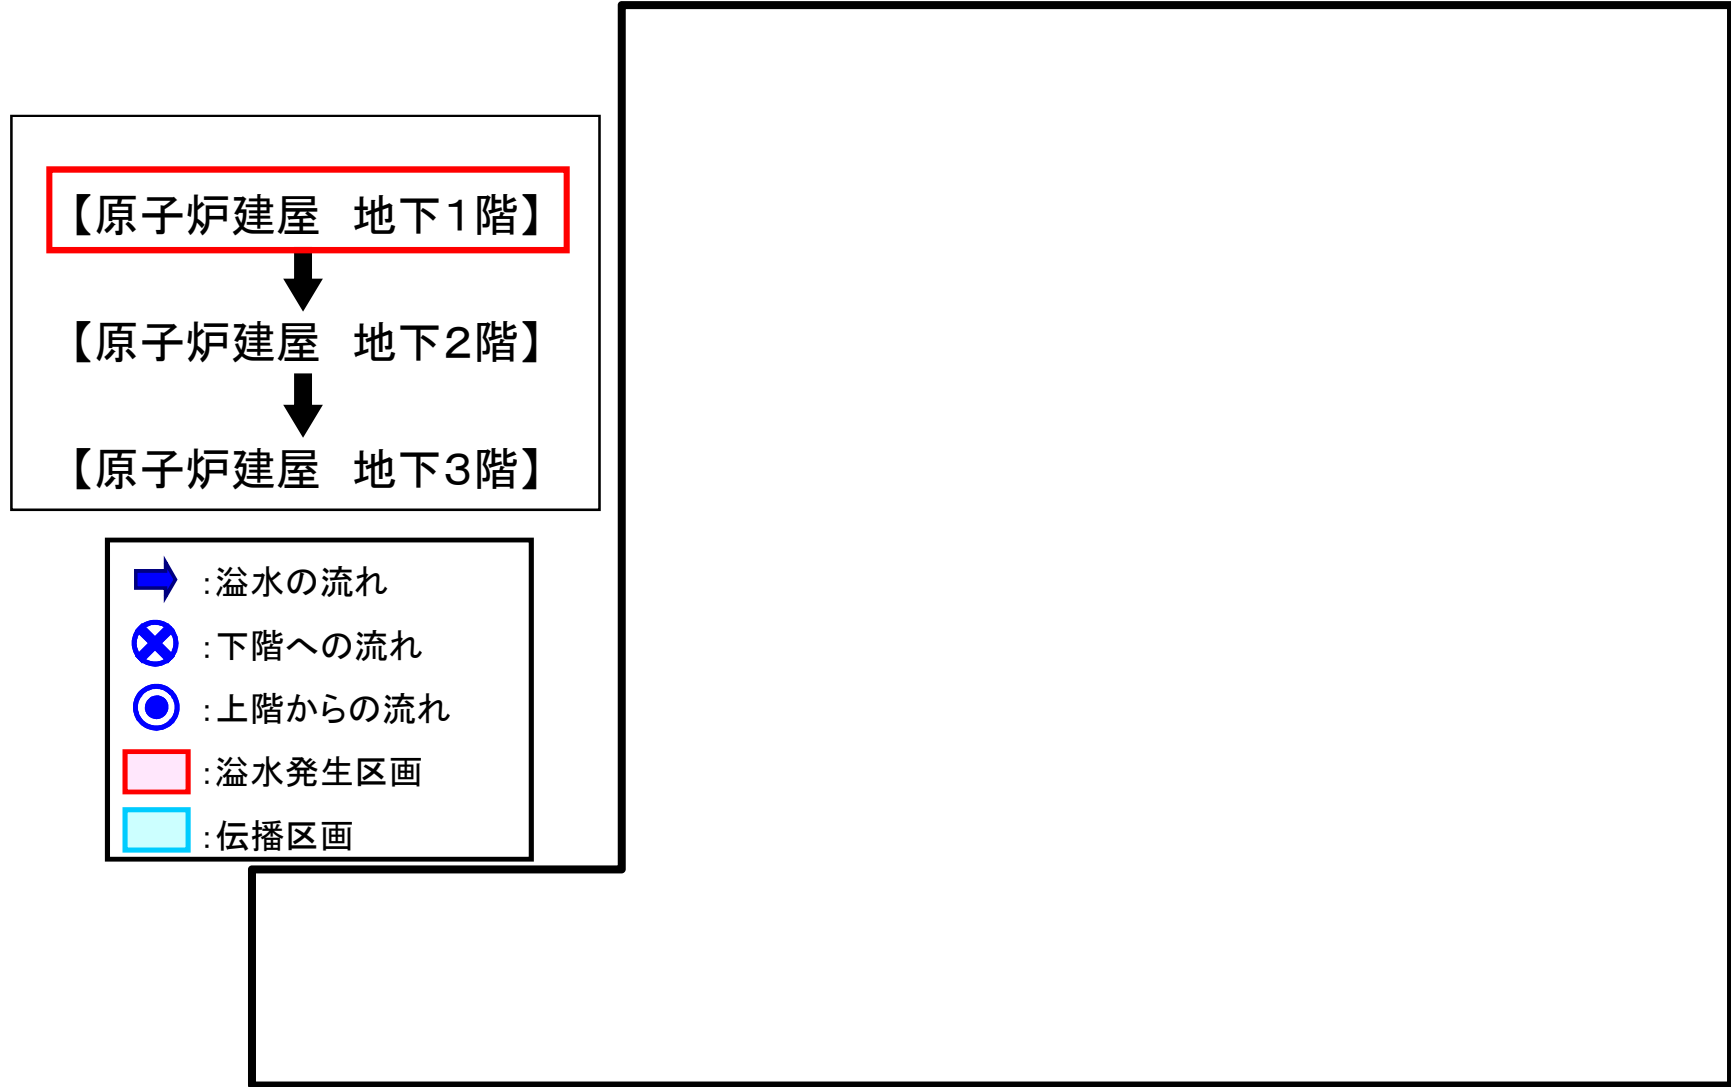 【原子炉建屋　地下1階】
【原子炉建屋　地下2階】
【原子炉建屋　地下3階】
：溢水の流れ
：下階への流れ
：上階からの流れ
：溢水発生区画
：伝播区画